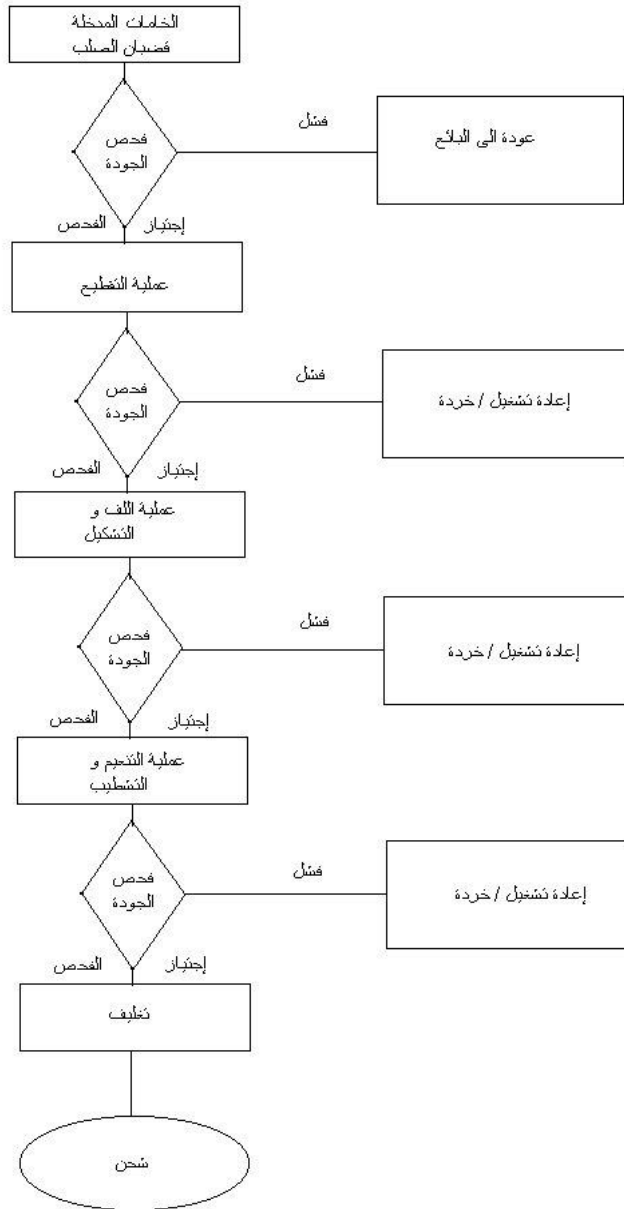 الخامات المدخلة
قضبان الصلب
فحص
الجودة
فشل
عودة الى البائع
إجتياز الفحص
عملية التقطيع
فحص
الجودة
فشل
إعادة تشغيل / خردة
إجتياز الفحص
عملية اللف و
التشكيل
فحص
الجودة
فشل
إعادة تشغيل / خردة
إجتياز الفحص
عملية التنعيم و
التشطيب
فحص
الجودة
فشل
إعادة تشغيل / خردة
إجتياز الفحص
تغليف
شحن